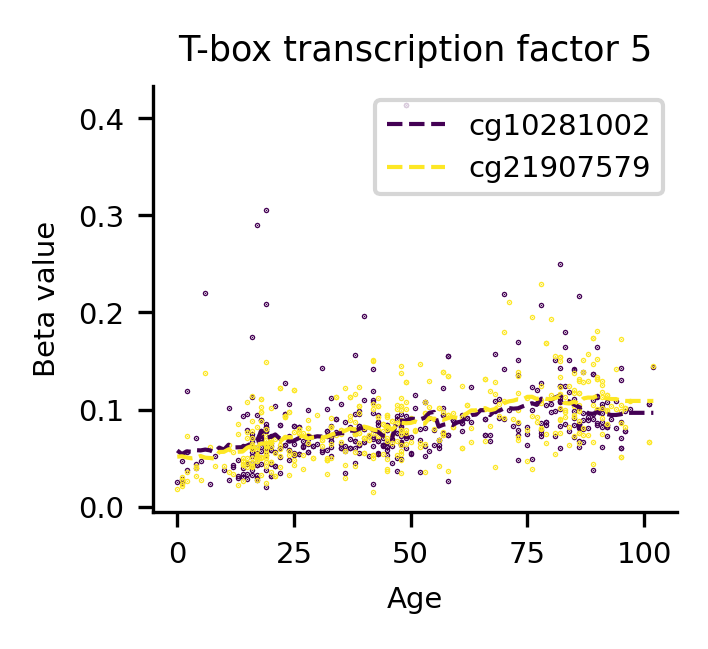 T-box transcription factor 5
cg10281002
cg21907579
Beta value
0.4
0.3
0.2
0.1
0.0
0 25 50 75 100
Age